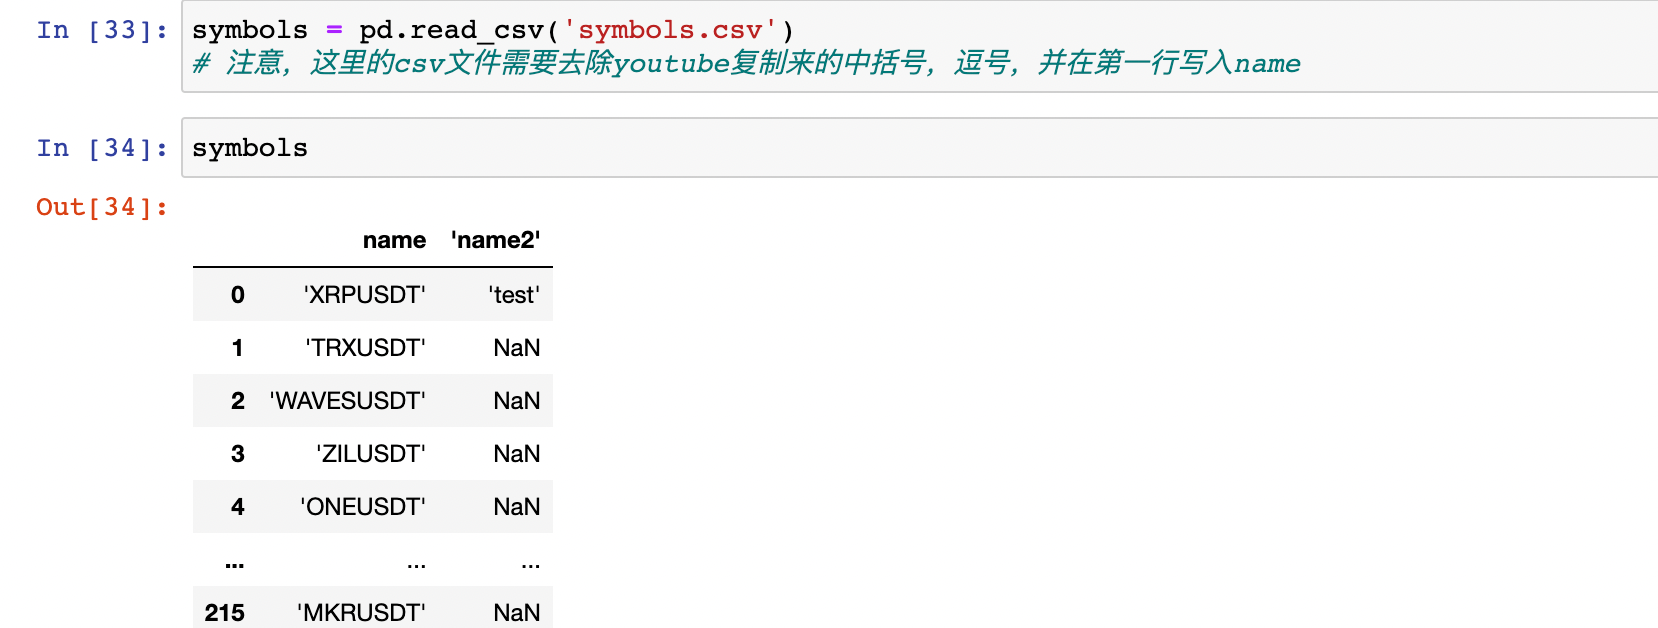 In [33]: symbols = pd.read_csv('symbols.csv')
# 注意，这里的csv文件需要去除youtube复制来的中括号，逗号，并在第一行写入name
In [34]: symbols
Out[34]:
name 'name2'
0 'XRPUSDT' 'test'
1 'TRXUSDT' NaN
2 'WAVESUSDT' NaN
3 'ZILUSDT' NaN
4 'ONEUSDT' NaN
... ... ...
215 'MKRUSDT' NaN